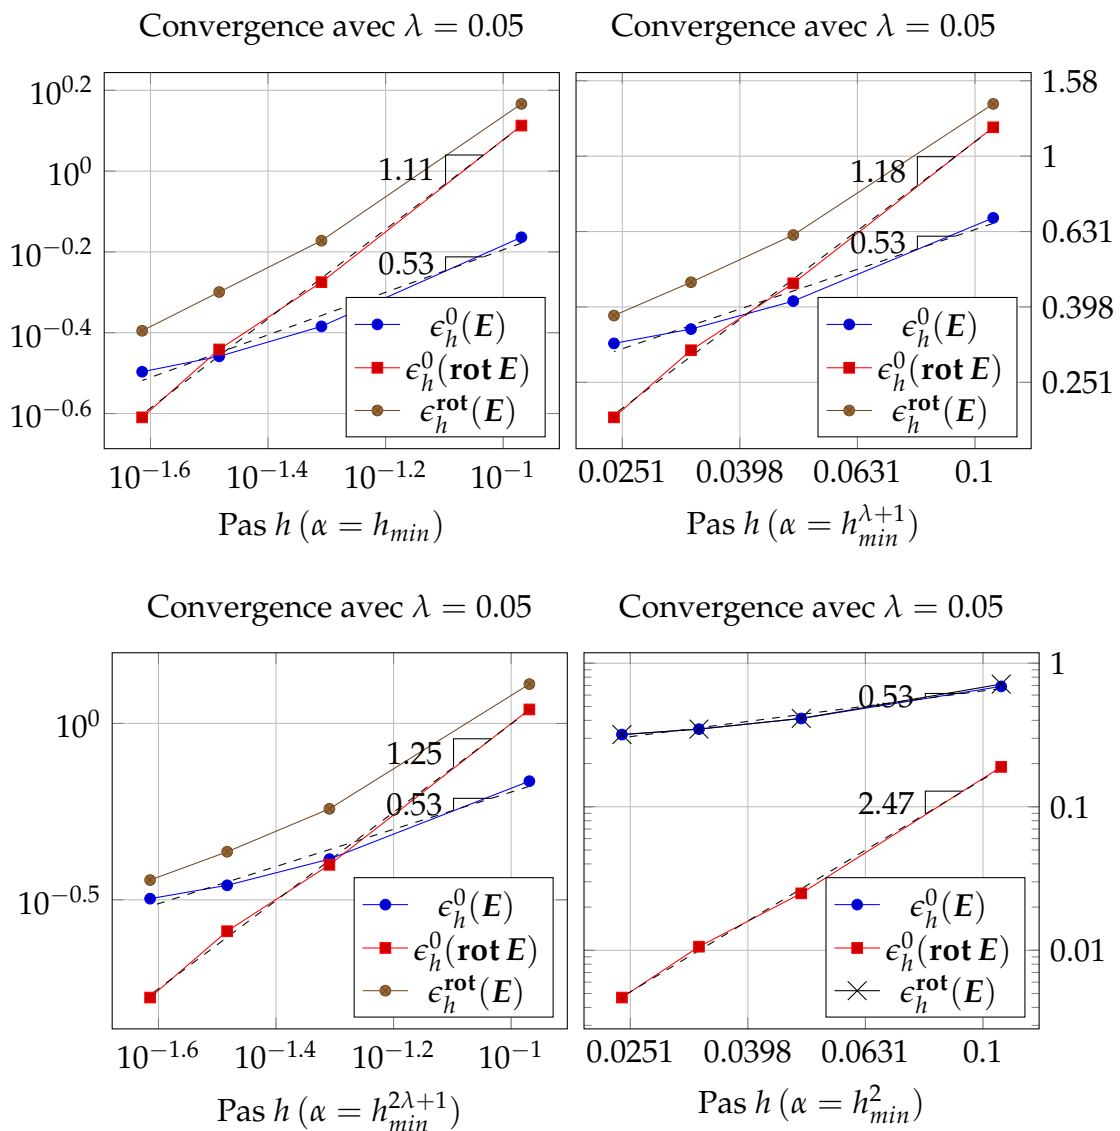 Convergence avec λ = 0.05
10^0.2
10^0
10^−0.2
10^−0.4
10^−0.6
1.11
0.53
ϵ_h^0(E)
ϵ_h^0(rot E)
ϵ_h^rot(E)
10^−1.6 10^−1.4 10^−1.2 10^−1
Pas h (α = h_min)
Convergence avec λ = 0.05
1.58
1
0.631
0.398
0.251
1.18
0.53
ϵ_h^0(E)
ϵ_h^0(rot E)
ϵ_h^rot(E)
0.0251 0.0398 0.0631 0.1
Pas h (α = h_min^λ+1)
Convergence avec λ = 0.05
10^0
10^−0.5
1.25
0.53
ϵ_h^0(E)
ϵ_h^0(rot E)
ϵ_h^rot(E)
10^−1.6 10^−1.4 10^−1.2 10^−1
Pas h (α = h_min^2λ+1)
Convergence avec λ = 0.05
1
0.1
0.01
0.53
2.47
ϵ_h^0(E)
ϵ_h^0(rot E)
ϵ_h^rot(E)
0.0251 0.0398 0.0631 0.1
Pas h (α = h_min^2)